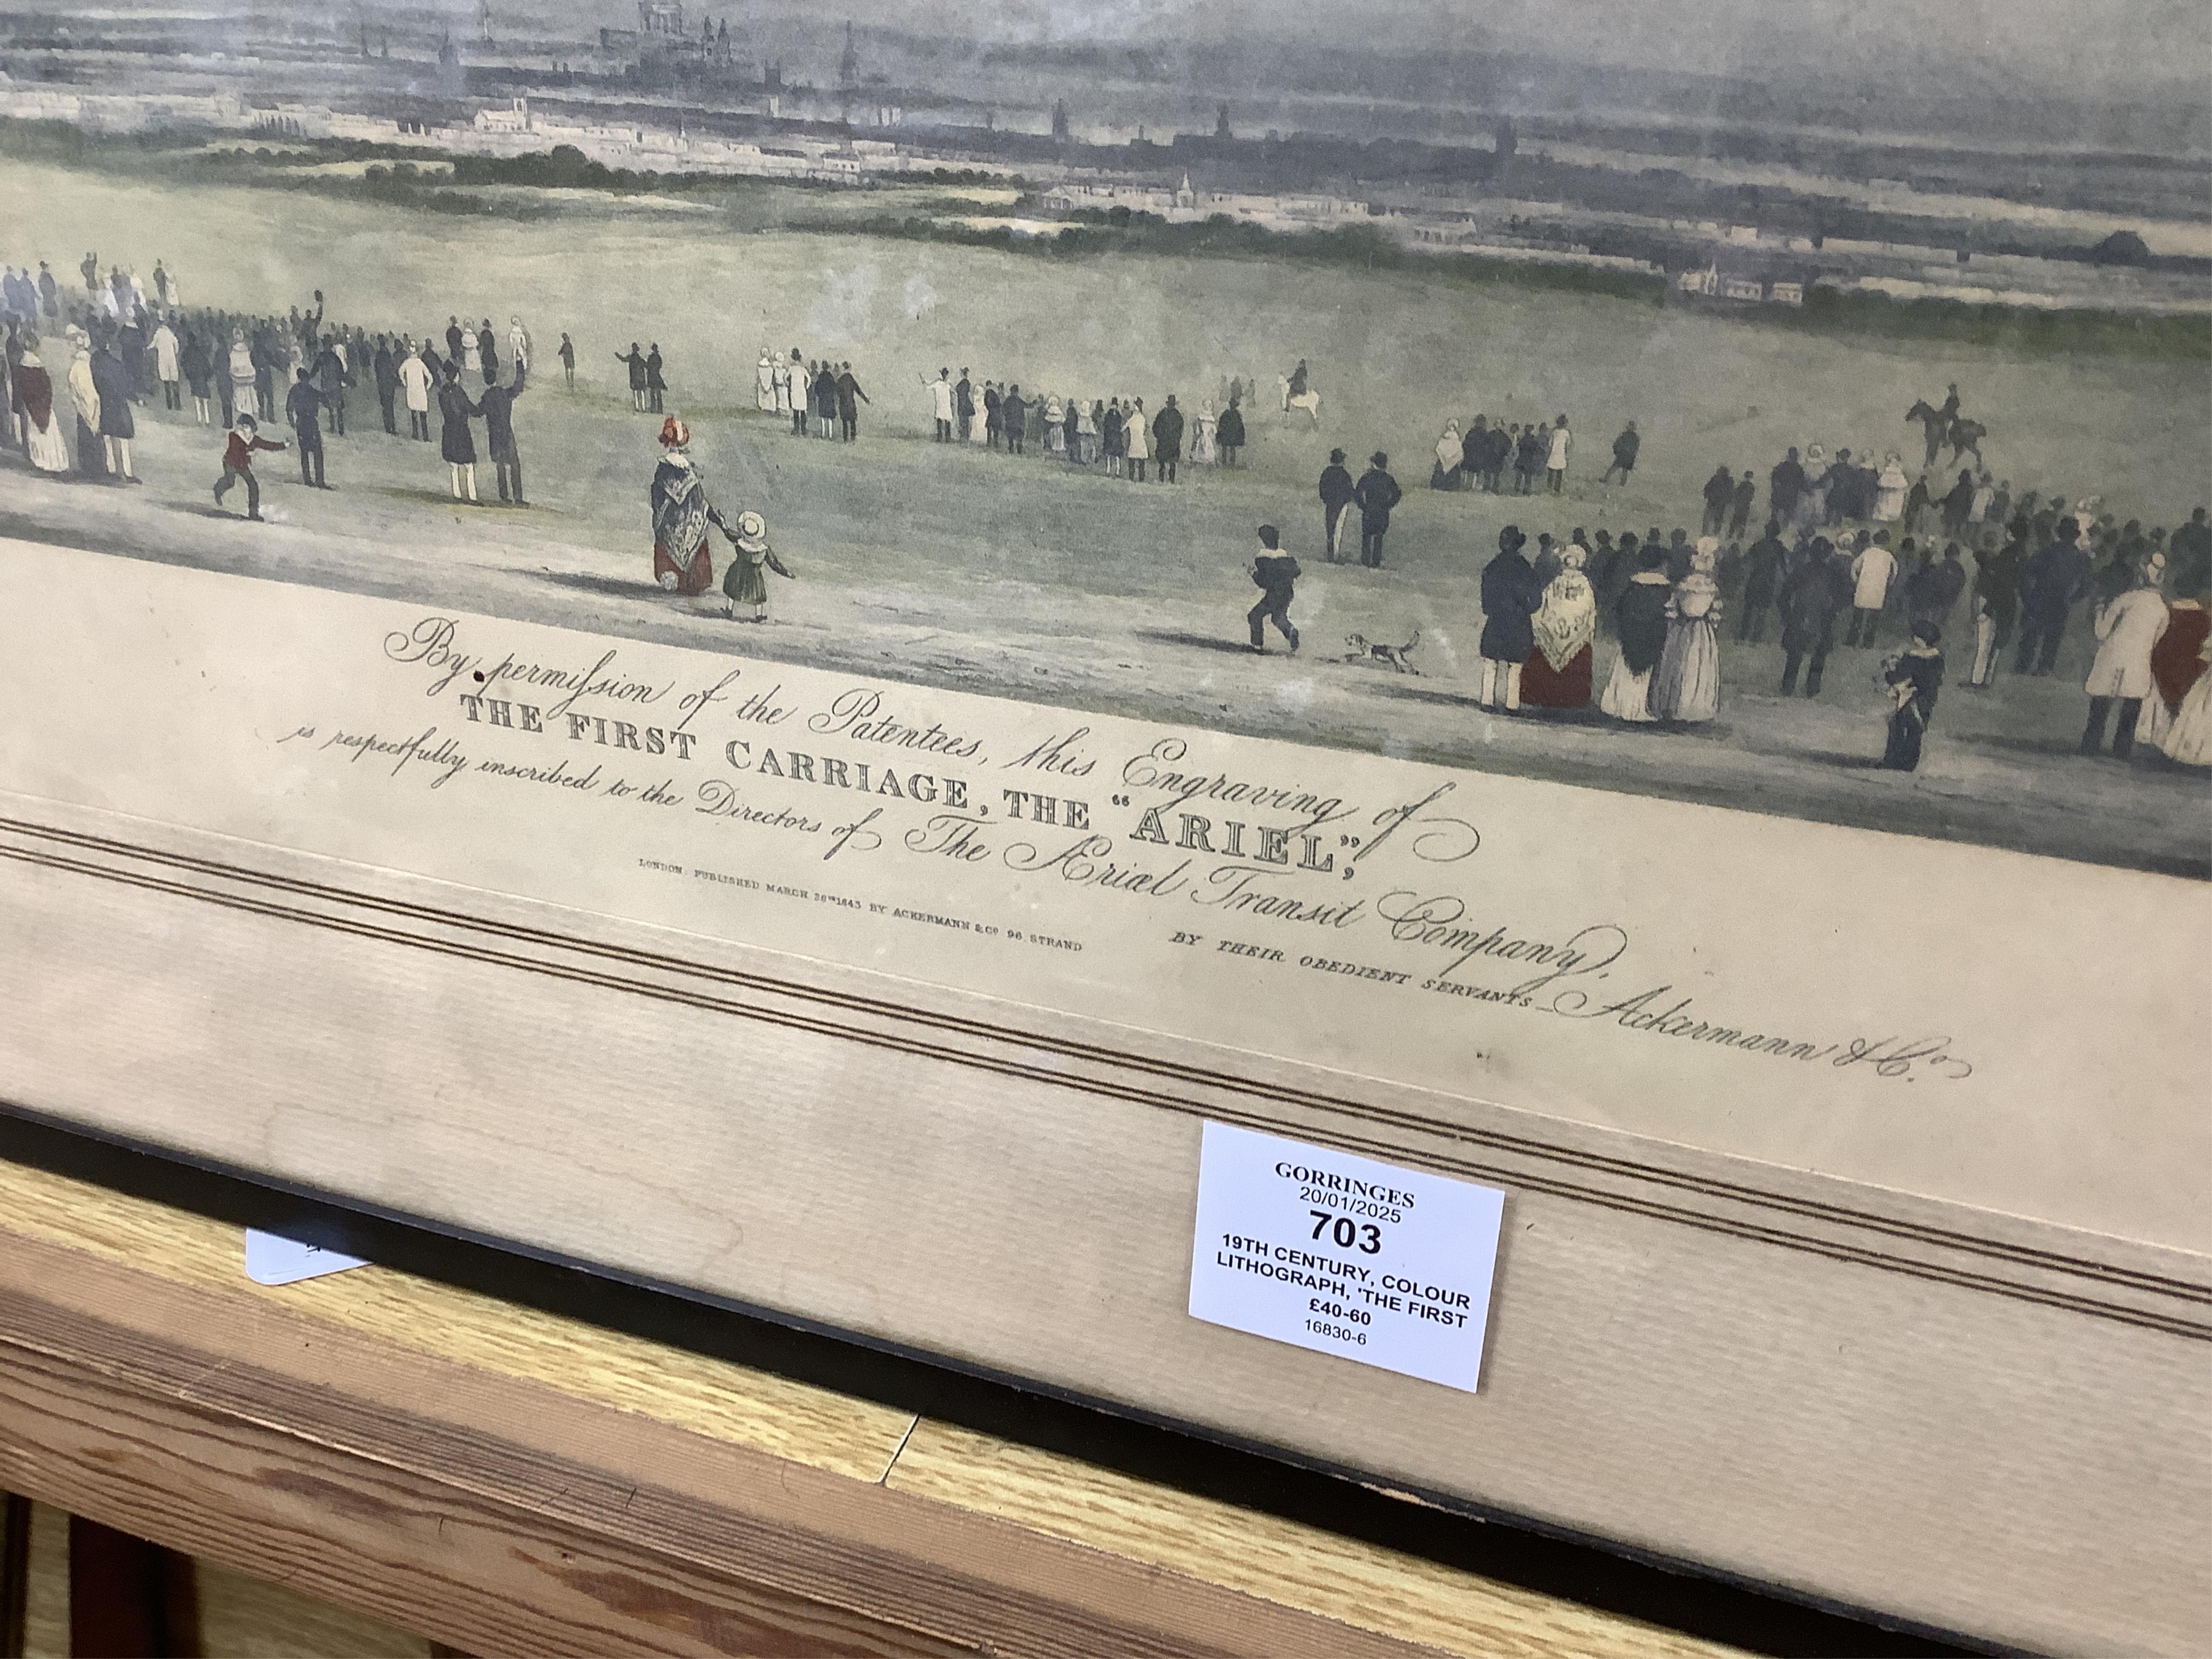 By permiſsion of the Patentees, this Engraving of
THE FIRST CARRIAGE, THE "ARIEL",
is respectfully inscribed to the Directors of The Ærial Transit Company,
BY THEIR OBEDIENT SERVANTS_ Ackermann & Co.
LONDON. PUBLISHED MARCH 28TH 1843 BY ACKERMANN & CO 96, STRAND
GORRINGES
20/01/2025
703
19TH CENTURY, COLOUR
LITHOGRAPH, 'THE FIRST
£40-60
16830-6